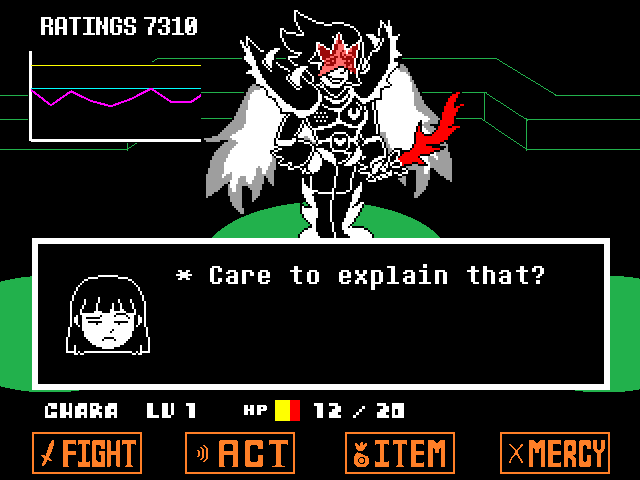 RATINGS 7310
* Care to explain that?
CHARA LV 1 HP 12 / 20
FIGHT ACT ITEM MERCY